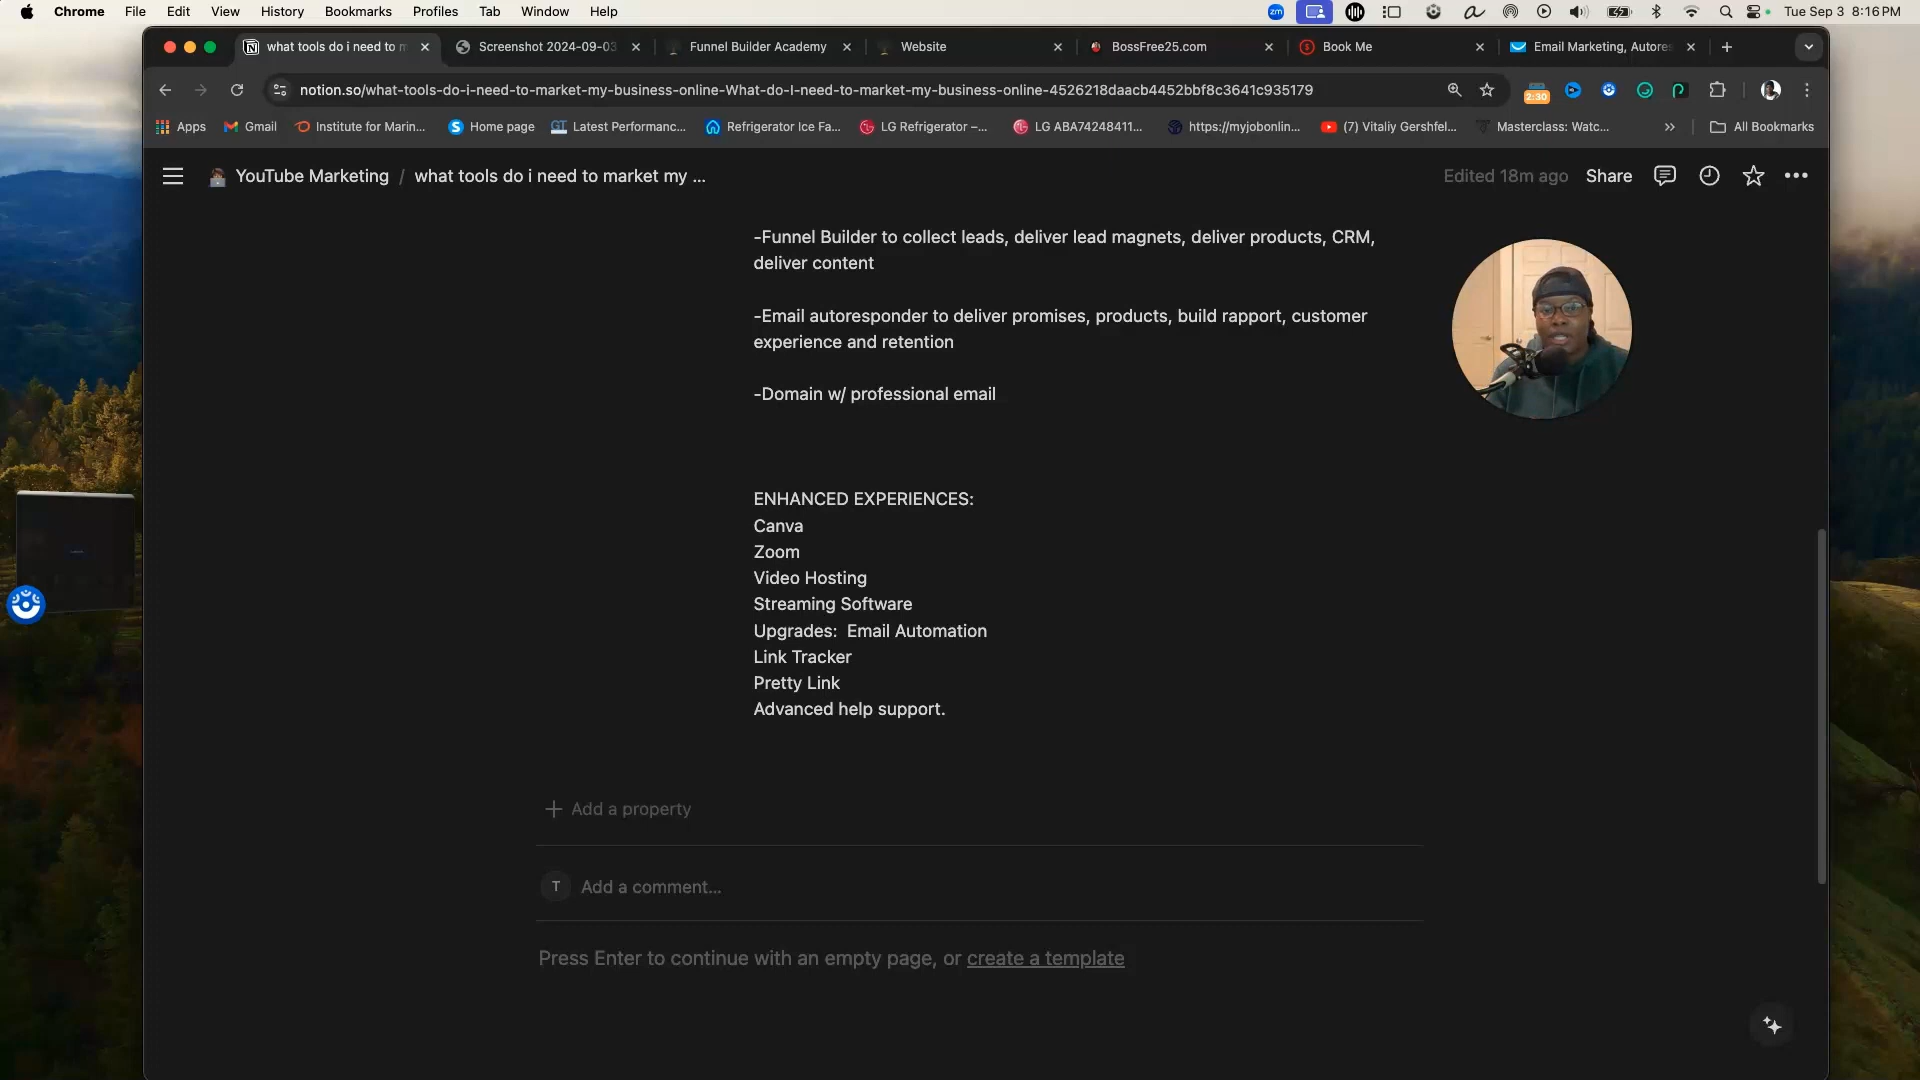 Chrome File Edit View History Bookmarks Profiles Tab Window Help zm Tue Sep 3 8:16 PM
what tools do i need to m Screenshot 2024-09-03 Funnel Builder Academy Website BossFree25.com Book Me Email Marketing, Autores
notion.so/what-tools-do-i-need-to-market-my-business-online-What-do-I-need-to-market-my-business-online-4526218daacb4452bbf8c3641c935179 2:30
Apps Gmail Institute for Marin... Home page GT Latest Performanc... Refrigerator Ice Fa... LG Refrigerator –... LG ABA74248411... https://myjobonlin... (7) Vitaliy Gershfel... Masterclass: Watc... All Bookmarks
YouTube Marketing / what tools do i need to market my ... Edited 18m ago Share
-Funnel Builder to collect leads, deliver lead magnets, deliver products, CRM,
deliver content
-Email autoresponder to deliver promises, products, build rapport, customer
experience and retention
-Domain w/ professional email
ENHANCED EXPERIENCES:
Canva
Zoom
Video Hosting
Streaming Software
Upgrades: Email Automation
Link Tracker
Pretty Link
Advanced help support.
Add a property
T Add a comment...
Press Enter to continue with an empty page, or create a template